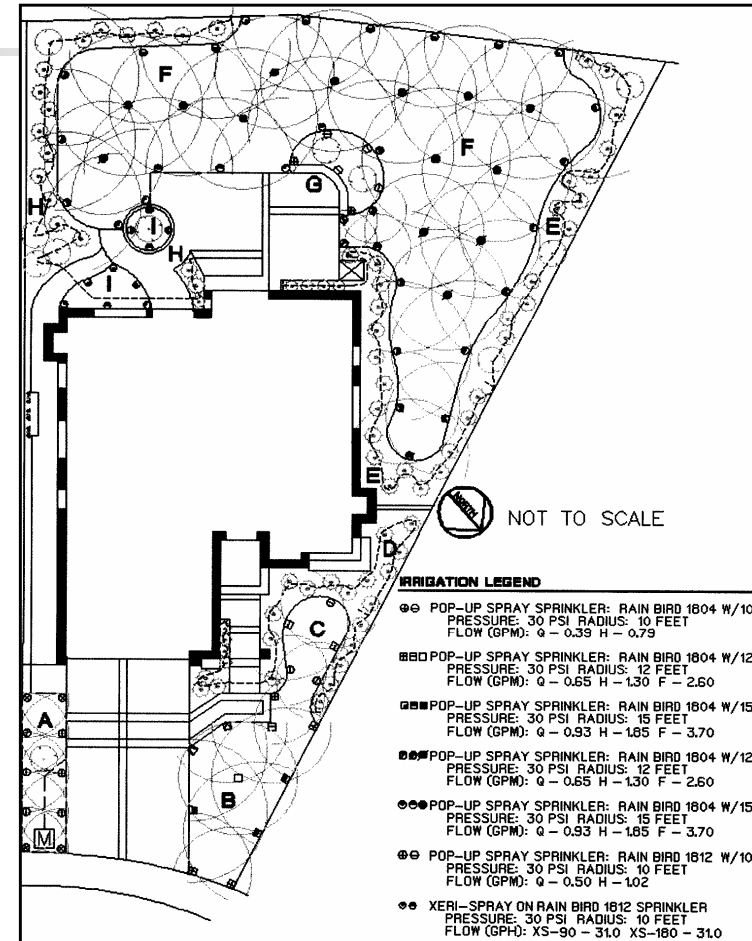 F
F
G
H
I
H
E
I
E
NORTH
NOT TO SCALE
D
C
A
B
M
IRRIGATION LEGEND
POP-UP SPRAY SPRINKLER: RAIN BIRD 1804 W/10
PRESSURE: 30 PSI RADIUS: 10 FEET
FLOW (GPM): Q - 0.39 H - 0.79
POP-UP SPRAY SPRINKLER: RAIN BIRD 1804 W/12
PRESSURE: 30 PSI RADIUS: 12 FEET
FLOW (GPM): Q - 0.65 H - 1.30 F - 2.60
POP-UP SPRAY SPRINKLER: RAIN BIRD 1804 W/15
PRESSURE: 30 PSI RADIUS: 15 FEET
FLOW (GPM): Q - 0.93 H - 1.85 F - 3.70
POP-UP SPRAY SPRINKLER: RAIN BIRD 1804 W/12
PRESSURE: 30 PSI RADIUS: 12 FEET
FLOW (GPM): Q - 0.65 H - 1.30 F - 2.60
POP-UP SPRAY SPRINKLER: RAIN BIRD 1804 W/15
PRESSURE: 30 PSI RADIUS: 15 FEET
FLOW (GPM): Q - 0.93 H - 1.85 F - 3.70
POP-UP SPRAY SPRINKLER: RAIN BIRD 1812 W/10
PRESSURE: 30 PSI RADIUS: 10 FEET
FLOW (GPM): Q - 0.50 H - 1.02
XERI-SPRAY ON RAIN BIRD 1812 SPRINKLER
PRESSURE: 30 PSI RADIUS: 10 FEET
FLOW (GPH): XS-90 - 31.0 XS-180 - 31.0